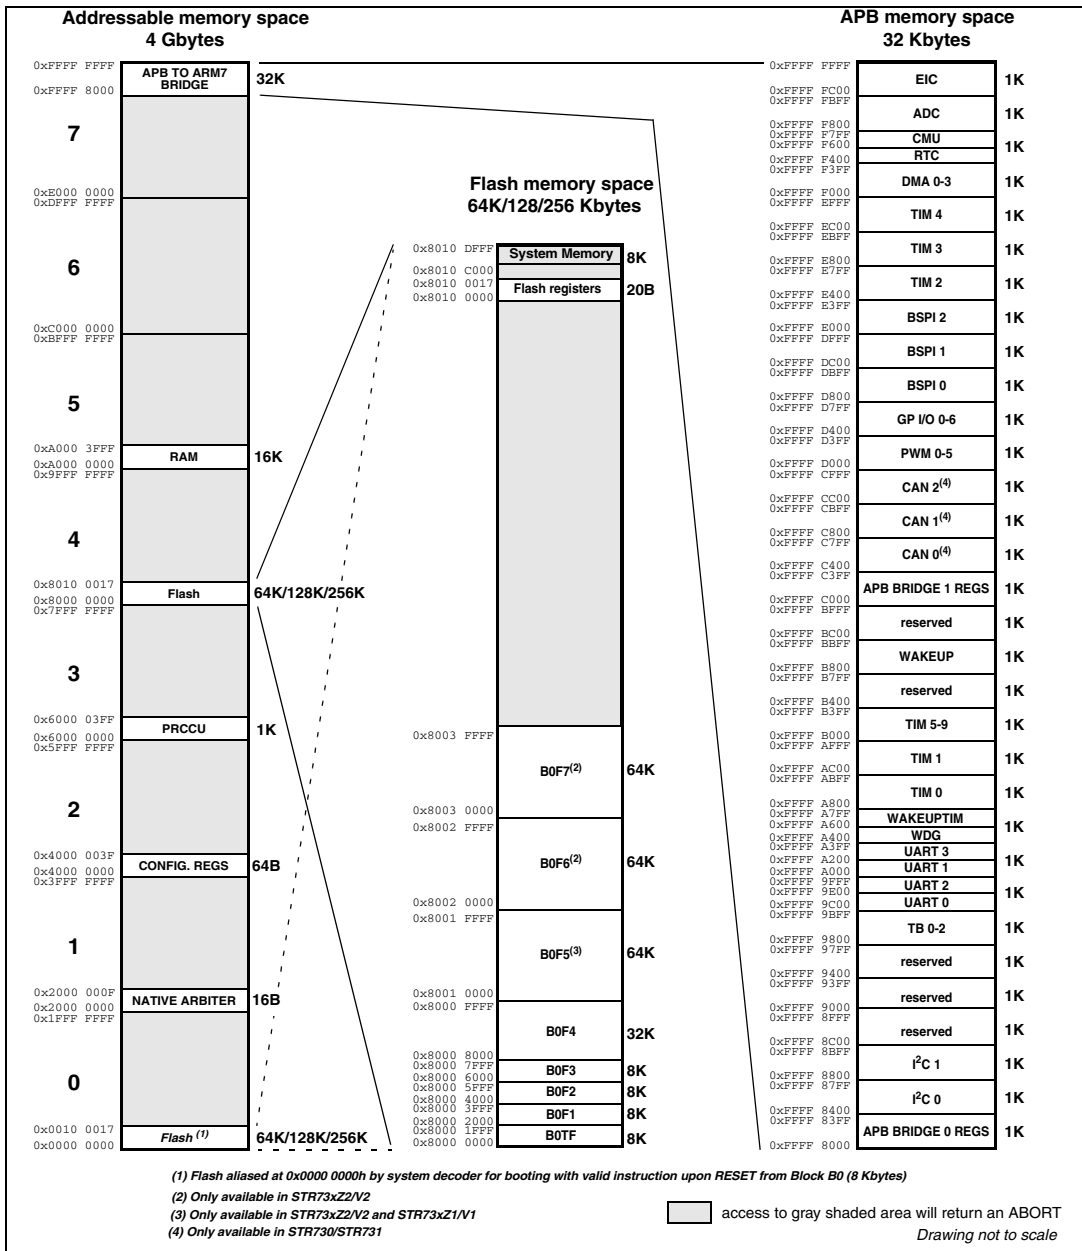 Addressable memory space
4 Gbytes
0xFFFF FFFF
APB TO ARM7
BRIDGE
32K
0xFFFF 8000
7
0xE000 0000
0xDFFF FFFF
6
0xC000 0000
0xBFFF FFFF
5
0xA000 3FFF
RAM
16K
0xA000 0000
0x9FFF FFFF
4
0x8010 0017
Flash
64K/128K/256K
0x8000 0000
0x7FFF FFFF
3
0x6000 03FF
PRCCU
1K
0x6000 0000
0x5FFF FFFF
2
0x4000 003F
CONFIG. REGS
64B
0x4000 0000
0x3FFF FFFF
1
0x2000 000F
NATIVE ARBITER
16B
0x2000 0000
0x1FFF FFFF
0
0x0010 0017
Flash (1)
64K/128K/256K
0x0000 0000
Flash memory space
64K/128/256 Kbytes
0x8010 DFFF
System Memory
8K
0x8010 C000
0x8010 0017
Flash registers
20B
0x8010 0000
0x8003 FFFF
B0F7(2)
64K
0x8003 0000
0x8002 FFFF
B0F6(2)
64K
0x8002 0000
0x8001 FFFF
B0F5(3)
64K
0x8001 0000
0x8000 FFFF
B0F4
32K
0x8000 8000
0x8000 7FFF
B0F3
8K
0x8000 6000
0x8000 5FFF
B0F2
8K
0x8000 4000
0x8000 3FFF
B0F1
8K
0x8000 2000
0x8000 1FFF
B0TF
8K
0x8000 0000
APB memory space
32 Kbytes
0xFFFF FFFF
EIC
1K
0xFFFF FC00
0xFFFF FBFF
ADC
1K
0xFFFF F800
0xFFFF F7FF
CMU
1K
0xFFFF F600
RTC
0xFFFF F400
0xFFFF F3FF
DMA 0-3
1K
0xFFFF F000
0xFFFF EFFF
TIM 4
1K
0xFFFF EC00
0xFFFF EBFF
TIM 3
1K
0xFFFF E800
0xFFFF E7FF
TIM 2
1K
0xFFFF E400
0xFFFF E3FF
BSPI 2
1K
0xFFFF E000
0xFFFF DFFF
BSPI 1
1K
0xFFFF DC00
0xFFFF DBFF
BSPI 0
1K
0xFFFF D800
0xFFFF D7FF
GP I/O 0-6
1K
0xFFFF D400
0xFFFF D3FF
PWM 0-5
1K
0xFFFF D000
0xFFFF CFFF
CAN 2(4)
1K
0xFFFF CC00
0xFFFF CBFF
CAN 1(4)
1K
0xFFFF C800
0xFFFF C7FF
CAN 0(4)
1K
0xFFFF C400
0xFFFF C3FF
APB BRIDGE 1 REGS
1K
0xFFFF C000
0xFFFF BFFF
reserved
1K
0xFFFF BC00
0xFFFF BBFF
WAKEUP
1K
0xFFFF B800
0xFFFF B7FF
reserved
1K
0xFFFF B400
0xFFFF B3FF
TIM 5-9
1K
0xFFFF B000
0xFFFF AFFF
TIM 1
1K
0xFFFF AC00
0xFFFF ABFF
TIM 0
1K
0xFFFF A800
0xFFFF A7FF
WAKEUPTIM
1K
0xFFFF A600
WDG
0xFFFF A400
0xFFFF A3FF
UART 3
1K
0xFFFF A200
UART 1
0xFFFF A000
0xFFFF 9FFF
UART 2
1K
0xFFFF 9E00
UART 0
0xFFFF 9C00
0xFFFF 9BFF
TB 0-2
1K
0xFFFF 9800
0xFFFF 97FF
reserved
1K
0xFFFF 9400
0xFFFF 93FF
reserved
1K
0xFFFF 9000
0xFFFF 8FFF
reserved
1K
0xFFFF 8C00
0xFFFF 8BFF
I²C 1
1K
0xFFFF 8800
0xFFFF 87FF
I²C 0
1K
0xFFFF 8400
0xFFFF 83FF
APB BRIDGE 0 REGS
1K
0xFFFF 8000
(1) Flash aliased at 0x0000 0000h by system decoder for booting with valid instruction upon RESET from Block B0 (8 Kbytes)
(2) Only available in STR73xZ2/V2
(3) Only available in STR73xZ2/V2 and STR73xZ1/V1
(4) Only available in STR730/STR731
access to gray shaded area will return an ABORT
Drawing not to scale